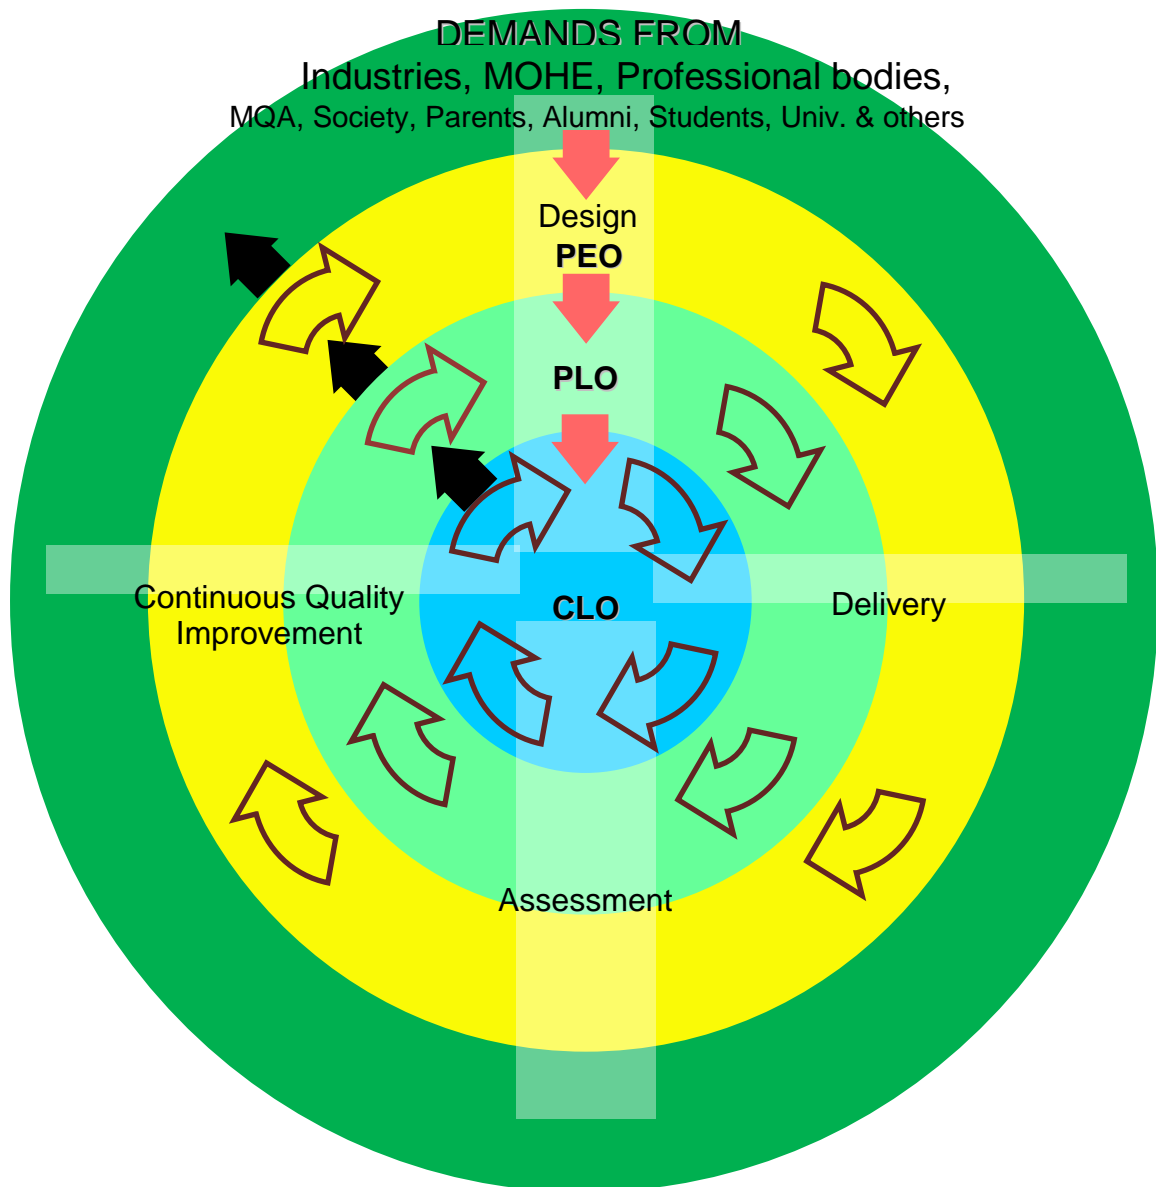 DEMANDS FROM
Industries, MOHE, Professional bodies,
MQA, Society, Parents, Alumni, Students, Univ. & others
Design
PEO
PLO
Continuous Quality
Improvement
CLO
Delivery
Assessment